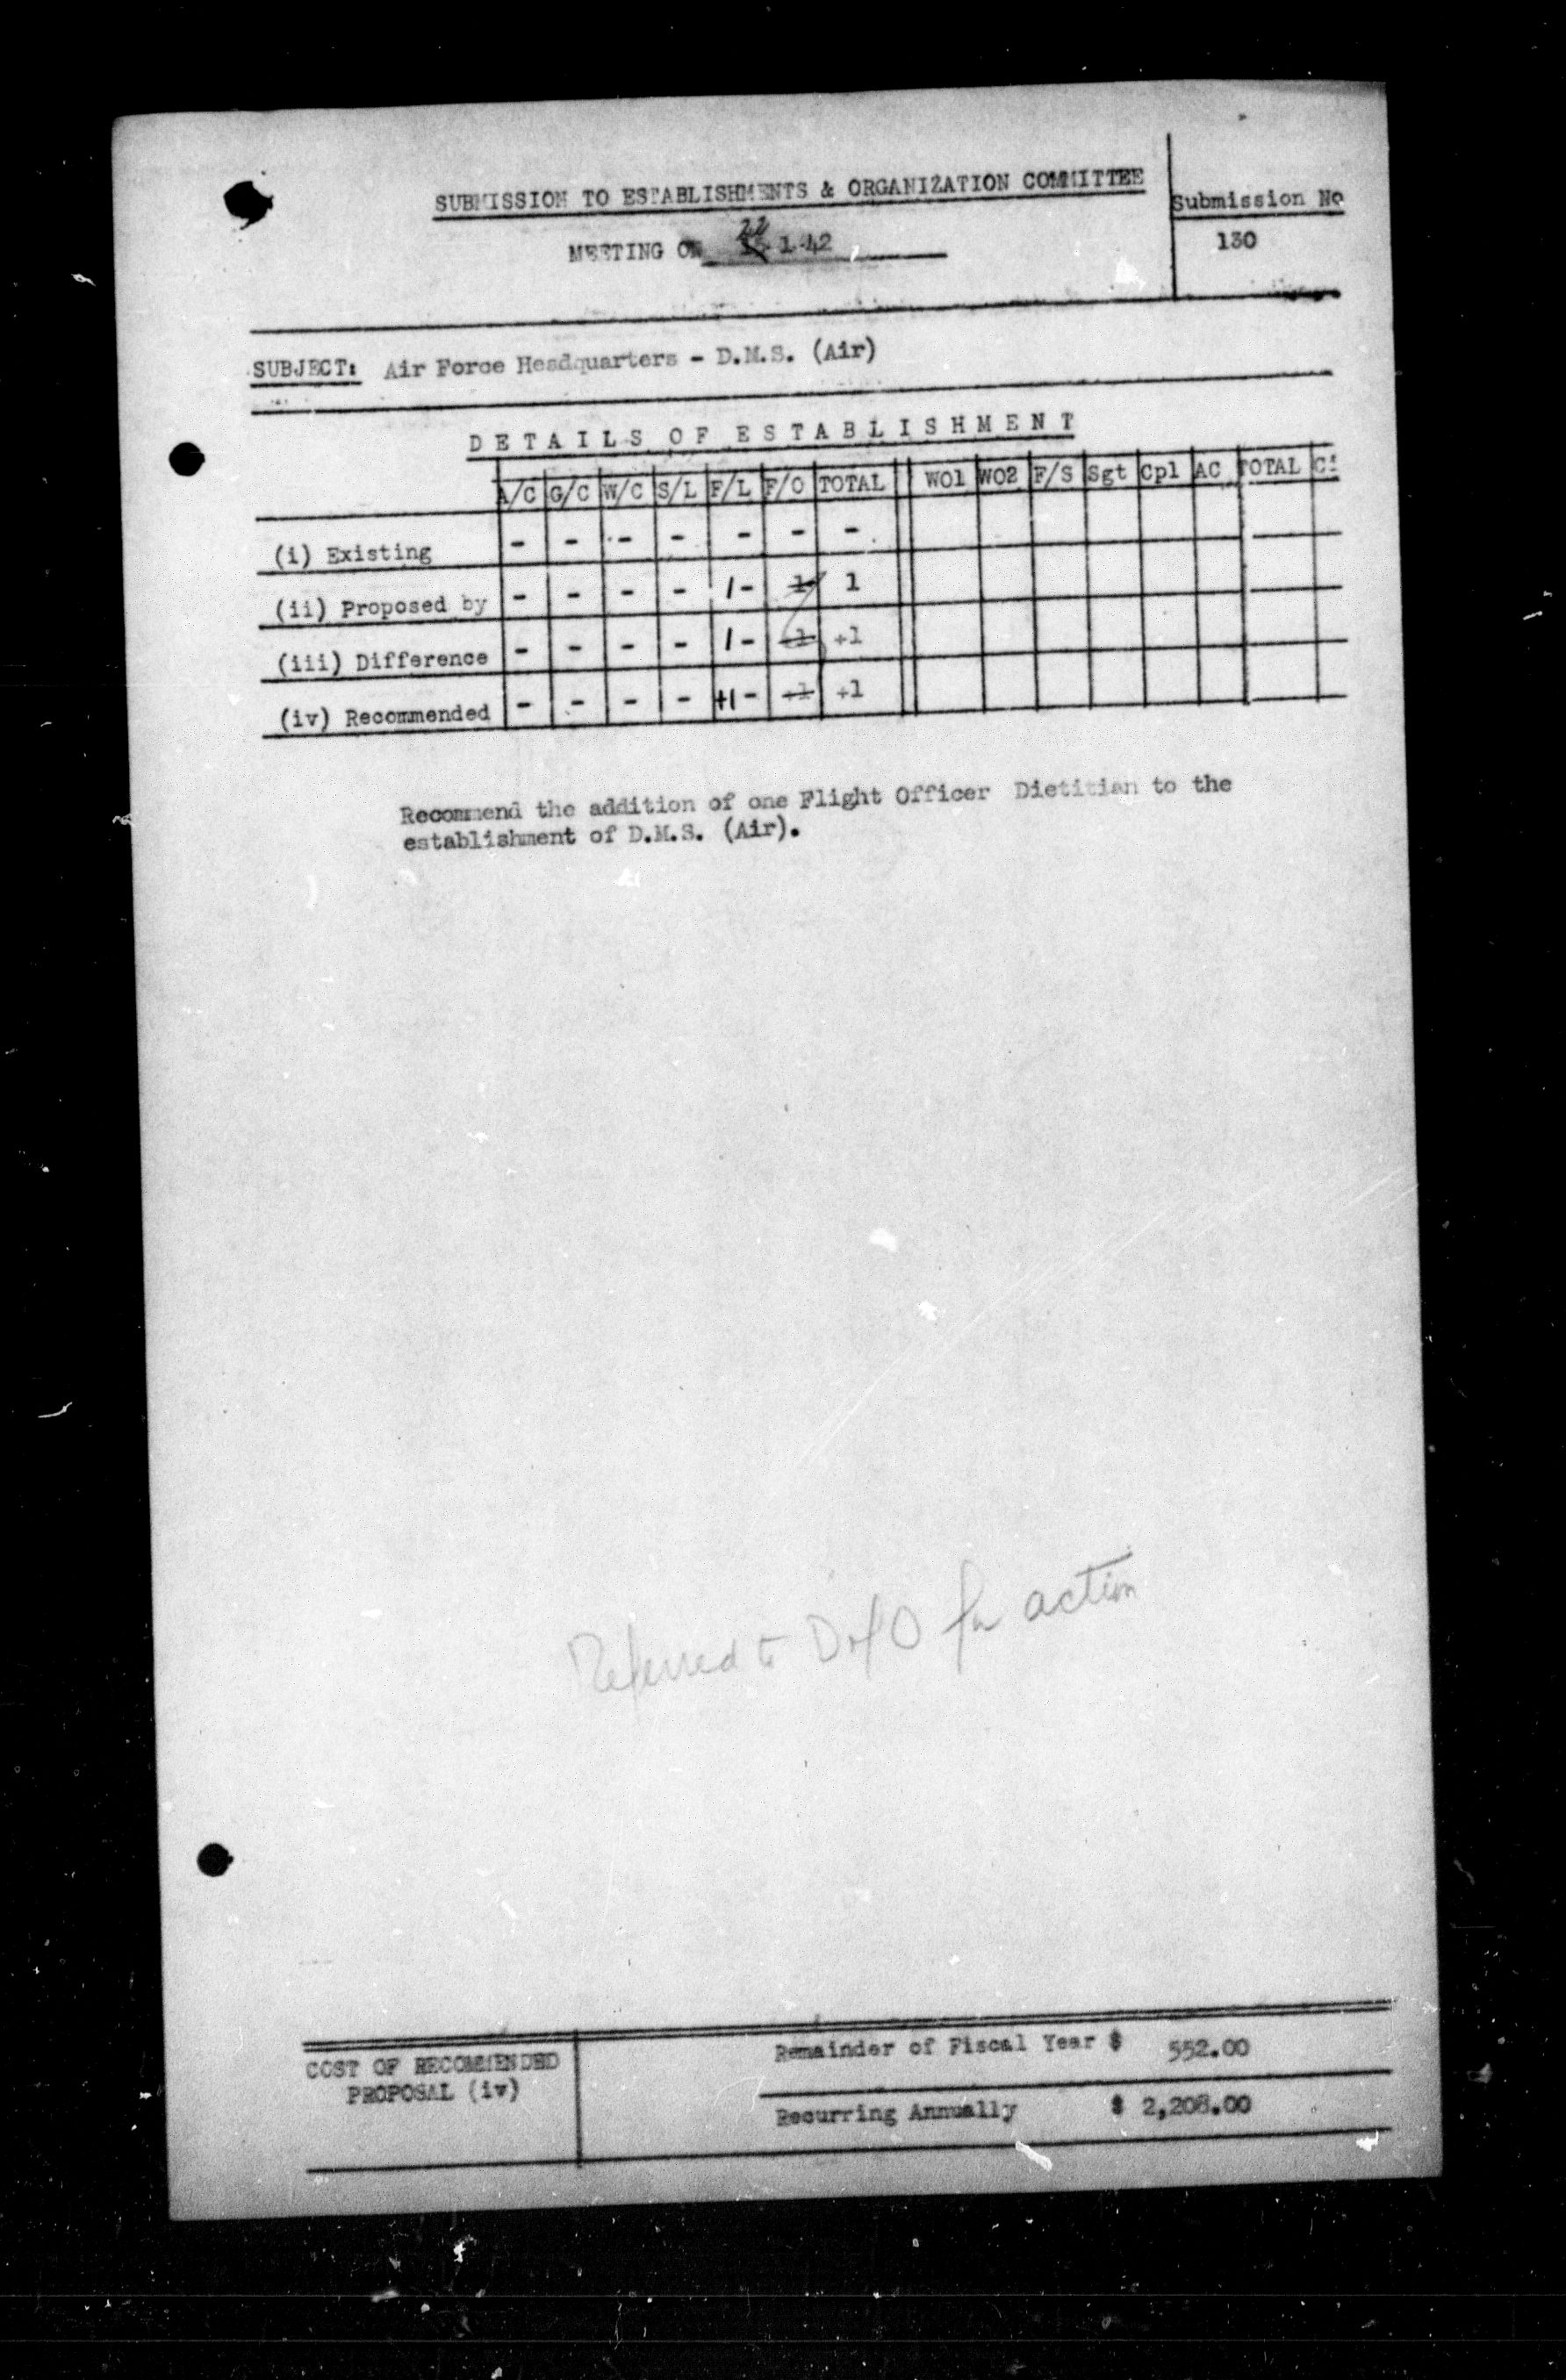 SUBMISSION TO ESTABLISHMENTS & ORGANIZATION COMMITTEE
Submission No
130
22
MEETING ON 15-1-42
SUBJECT: Air Force Headquarters - D.M.S. (Air)
DETAILS OF ESTABLISHMENT
A/C G/C W/C S/L F/L F/O TOTAL WO1 WO2 F/S Sgt Cpl AC TOTAL
(i) Existing - - - - - - -
(ii) Proposed by - - - - 1- 1 1
(iii) Difference - - - - 1- +1 +1
(iv) Recommended - - - - +1- +1 +1
Recommend the addition of one Flight Officer Dietitian to the
establishment of D.M.S. (Air).
Referred to D of O for action
COST OF RECOMMENDED
PROPOSAL (iv)
Remainder of Fiscal Year $ 552.00
Recurring Annually $ 2,208.00